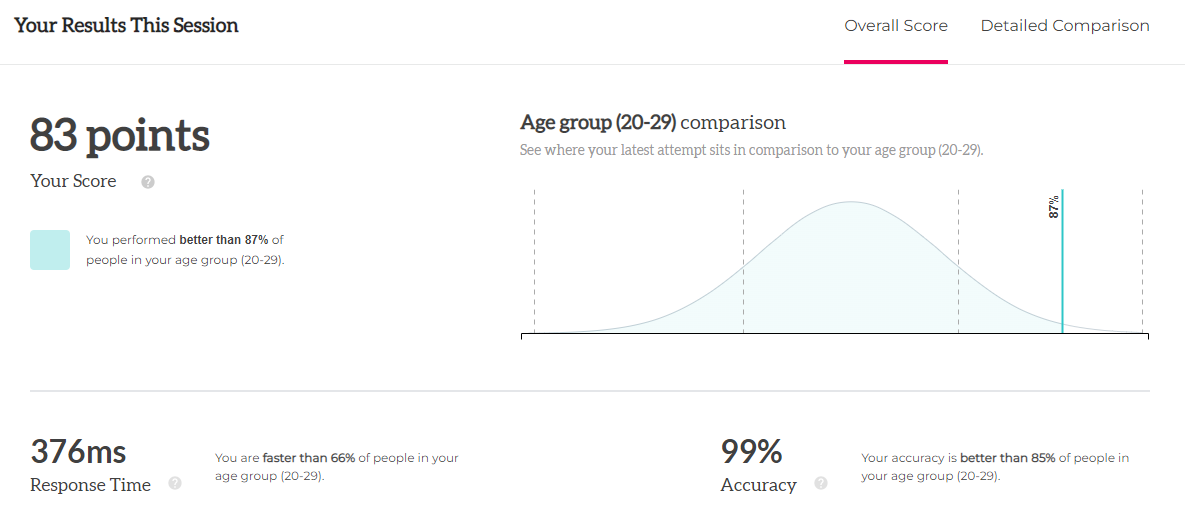 Your Results This Session
Overall Score
Detailed Comparison
83 points
Your Score ?
You performed better than 87% of
people in your age group (20-29).
Age group (20-29) comparison
See where your latest attempt sits in comparison to your age group (20-29).
87%
376ms
Response Time ?
You are faster than 66% of people in your
age group (20-29).
99%
Accuracy ?
Your accuracy is better than 85% of people in
your age group (20-29).